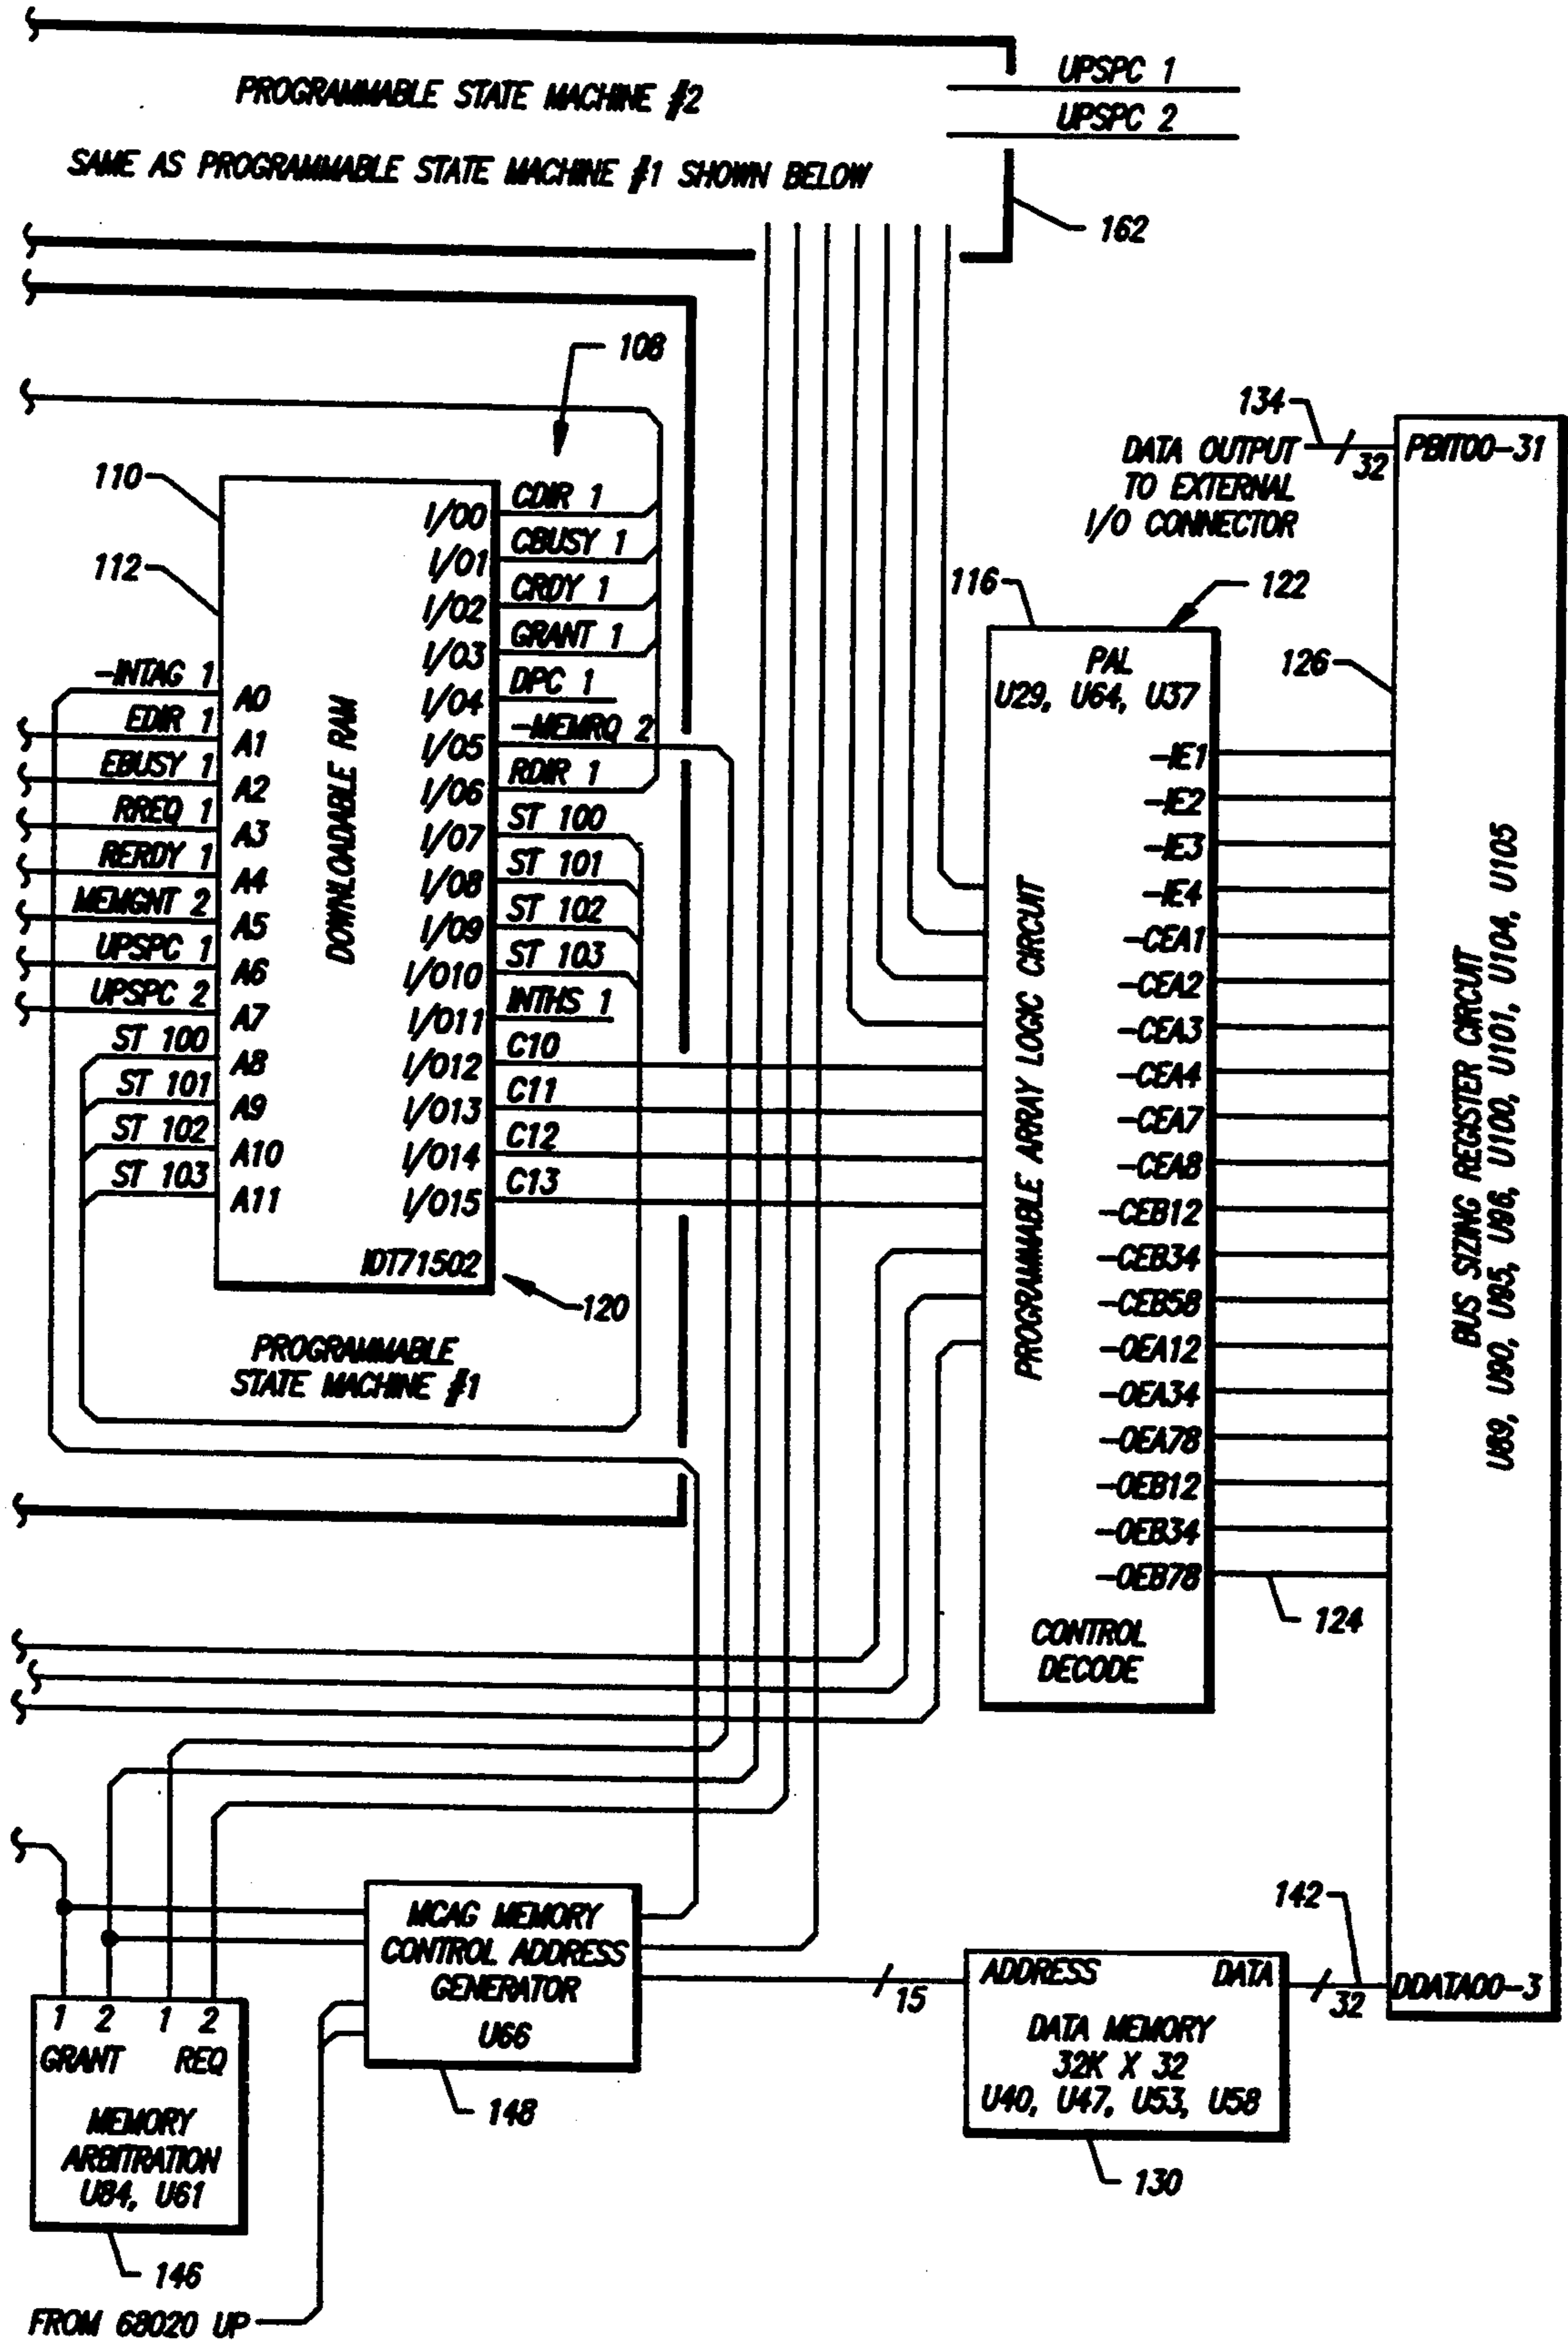 UPSPC 1
UPSPC 2
PROGRAMMABLE STATE MACHINE #2
SAME AS PROGRAMMABLE STATE MACHINE #1 SHOWN BELOW
162
108
110
112
-INTAG 1
EDIR 1
EBUSY 1
RREQ 1
RERDY 1
MEMGNT 2
UPSPC 1
UPSPC 2
ST 100
ST 101
ST 102
ST 103
A0
A1
A2
A3
A4
A5
A6
A7
A8
A9
A10
A11
DOWNLOADABLE RAM
I/O0
I/O1
I/O2
I/O3
I/O4
I/O5
I/O6
I/O7
I/O8
I/O9
I/O10
I/O11
I/O12
I/O13
I/O14
I/O15
IDT71502
CDIR 1
CBUSY 1
CRDY 1
GRANT 1
DPC 1
-MEMRQ 2
RDIR 1
ST 100
ST 101
ST 102
ST 103
INTHS 1
C10
C11
C12
C13
120
PROGRAMMABLE
STATE MACHINE #1
134
DATA OUTPUT
TO EXTERNAL
I/O CONNECTOR
32
PBIT00-31
116
122
126
PAL
U29, U64, U37
PROGRAMMABLE ARRAY LOGIC CIRCUIT
-IE1
-IE2
-IE3
-IE4
-CEA1
-CEA2
-CEA3
-CEA4
-CEA7
-CEA8
-CEB12
-CEB34
-CEB58
-OEA12
-OEA34
-OEA78
-OEB12
-OEB34
-OEB78
CONTROL
DECODE
124
BUS SIZING REGISTER CIRCUIT
U89, U90, U95, U96, U100, U101, U104, U105
142
DDATA00-3
32
MCAG MEMORY
CONTROL ADDRESS
GENERATOR
U66
148
15
ADDRESS DATA
DATA MEMORY
32K X 32
U40, U47, U53, U58
130
1 2 1 2
GRANT REQ
MEMORY
ARBITRATION
U84, U61
146
FROM 68020 UP